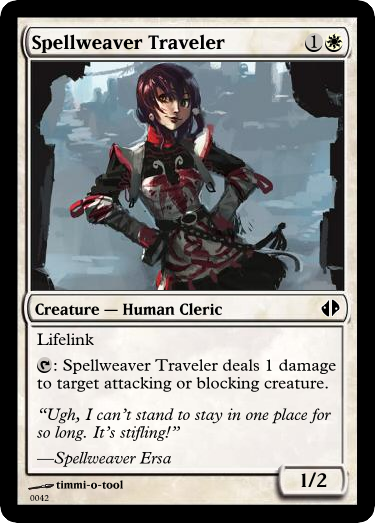 Spellweaver Traveler 1
Creature — Human Cleric
Lifelink
: Spellweaver Traveler deals 1 damage
to target attacking or blocking creature.
“Ugh, I can’t stand to stay in one place for
so long. It’s stifling!”
—Spellweaver Ersa
timmi-o-tool
1/2
0042